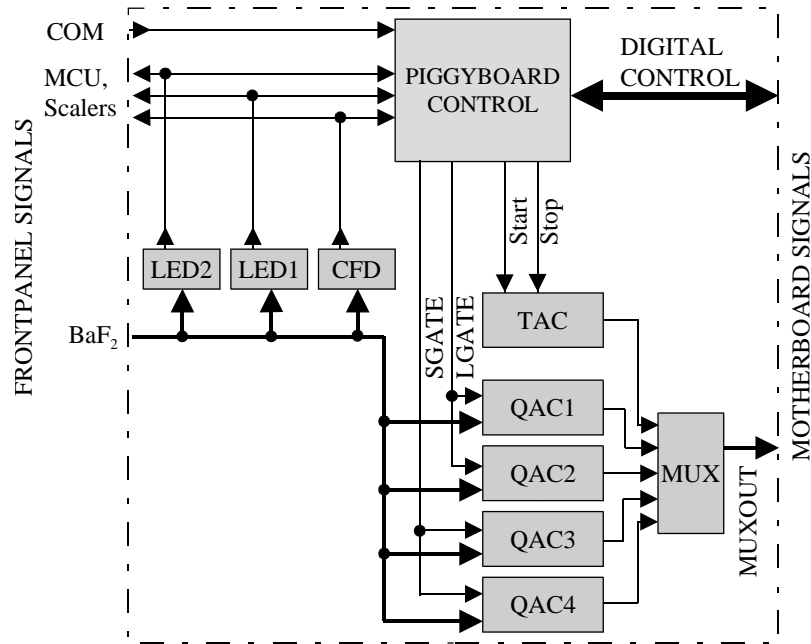 COM
MCU,
Scalers
PIGGYBOARD
CONTROL
DIGITAL
CONTROL
FRONTPANEL SIGNALS
MOTHERBOARD SIGNALS
Start
Stop
LED2
LED1
CFD
BaF₂
SGATE
LGATE
TAC
QAC1
QAC2
QAC3
QAC4
MUX
MUXOUT